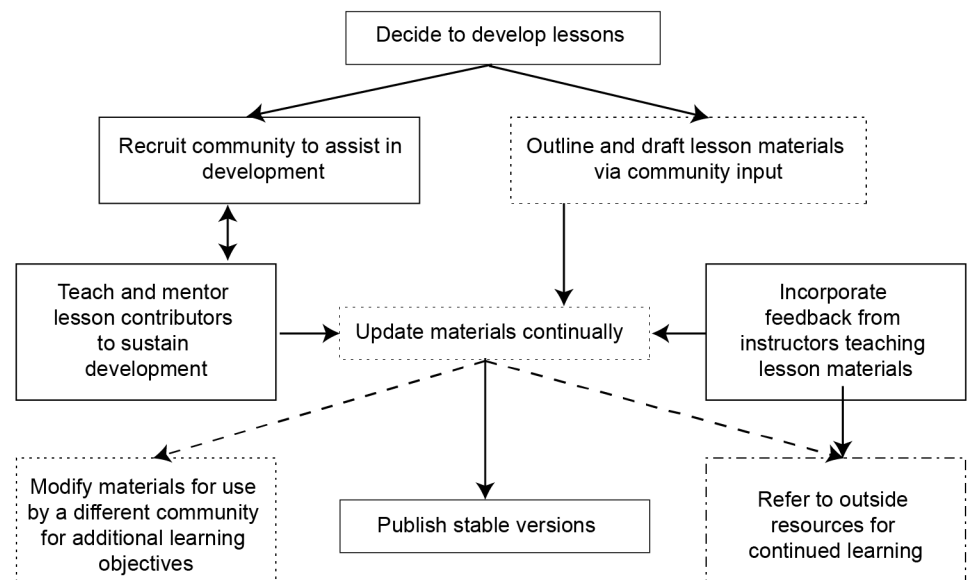 Decide to develop lessons
Recruit community to assist in
development
Outline and draft lesson materials
via community input
Teach and mentor
lesson contributors
to sustain
development
Update materials continually
Incorporate
feedback from
instructors teaching
lesson materials
Modify materials for use
by a different community
for additional learning
objectives
Publish stable versions
Refer to outside
resources for
continued learning